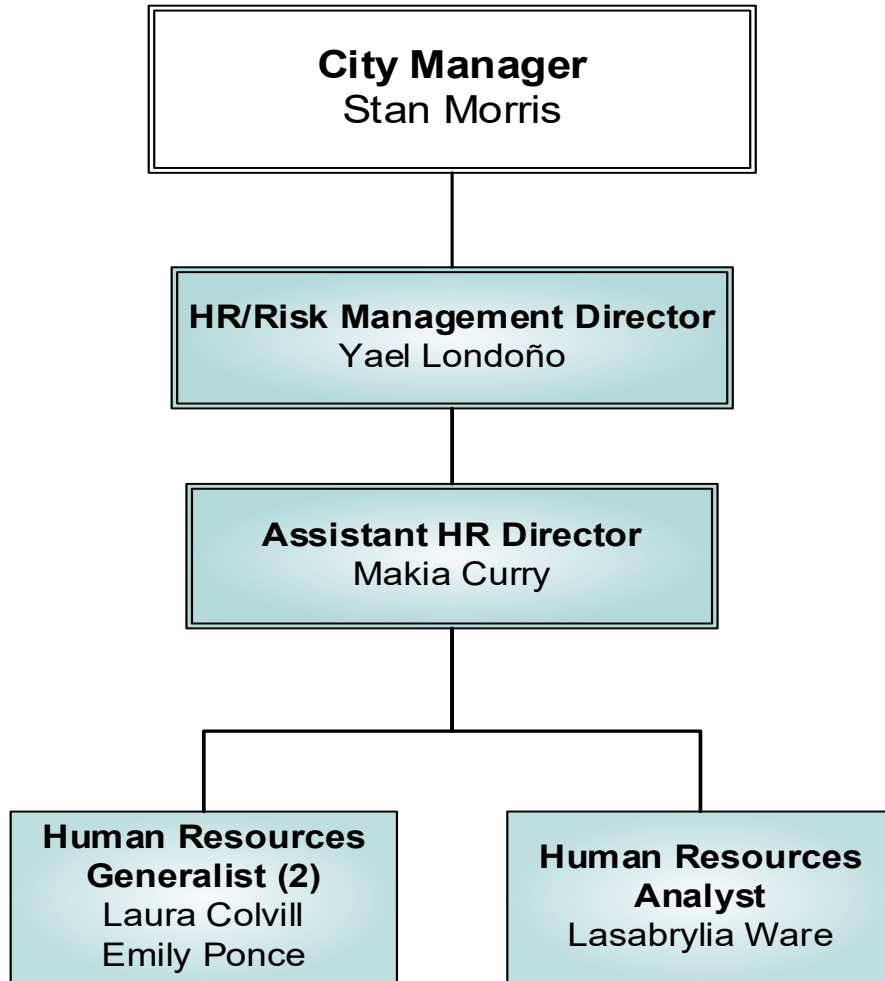 City Manager
Stan Morris
HR/Risk Management Director
Yael Londoño
Assistant HR Director
Makia Curry
Human Resources
Generalist (2)
Laura Colvill
Emily Ponce
Human Resources
Analyst
Lasabrylia Ware